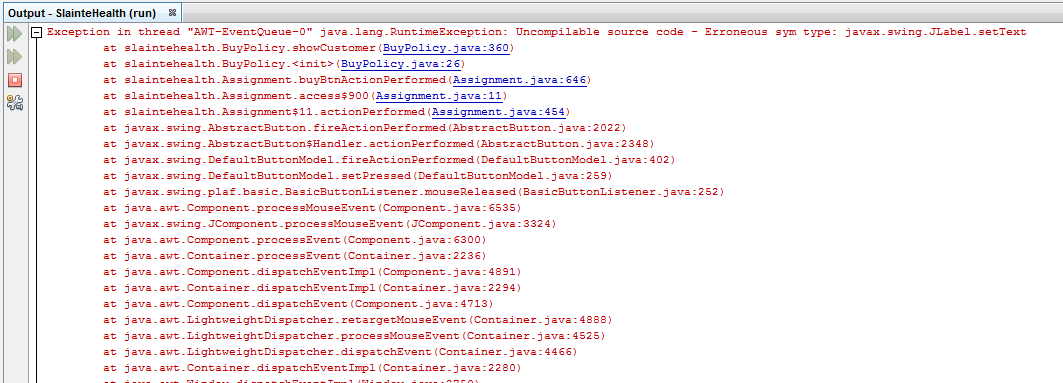 Output - SlainteHealth (run)
Exception in thread "AWT-EventQueue-0" java.lang.RuntimeException: Uncompilable source code - Erroneous sym type: javax.swing.JLabel.setText
at slaintehealth.BuyPolicy.showCustomer(BuyPolicy.java:360)
at slaintehealth.BuyPolicy.<init>(BuyPolicy.java:26)
at slaintehealth.Assignment.buyBtnActionPerformed(Assignment.java:646)
at slaintehealth.Assignment.access$900(Assignment.java:11)
at slaintehealth.Assignment$11.actionPerformed(Assignment.java:454)
at javax.swing.AbstractButton.fireActionPerformed(AbstractButton.java:2022)
at javax.swing.AbstractButton$Handler.actionPerformed(AbstractButton.java:2348)
at javax.swing.DefaultButtonModel.fireActionPerformed(DefaultButtonModel.java:402)
at javax.swing.DefaultButtonModel.setPressed(DefaultButtonModel.java:259)
at javax.swing.plaf.basic.BasicButtonListener.mouseReleased(BasicButtonListener.java:252)
at java.awt.Component.processMouseEvent(Component.java:6535)
at javax.swing.JComponent.processMouseEvent(JComponent.java:3324)
at java.awt.Component.processEvent(Component.java:6300)
at java.awt.Container.processEvent(Container.java:2236)
at java.awt.Component.dispatchEventImpl(Component.java:4891)
at java.awt.Container.dispatchEventImpl(Container.java:2294)
at java.awt.Component.dispatchEvent(Component.java:4713)
at java.awt.LightweightDispatcher.retargetMouseEvent(Container.java:4888)
at java.awt.LightweightDispatcher.processMouseEvent(Container.java:4525)
at java.awt.LightweightDispatcher.dispatchEvent(Container.java:4466)
at java.awt.Container.dispatchEventImpl(Container.java:2280)
at java.awt.Window.dispatchEventImpl(Window.java:2750)